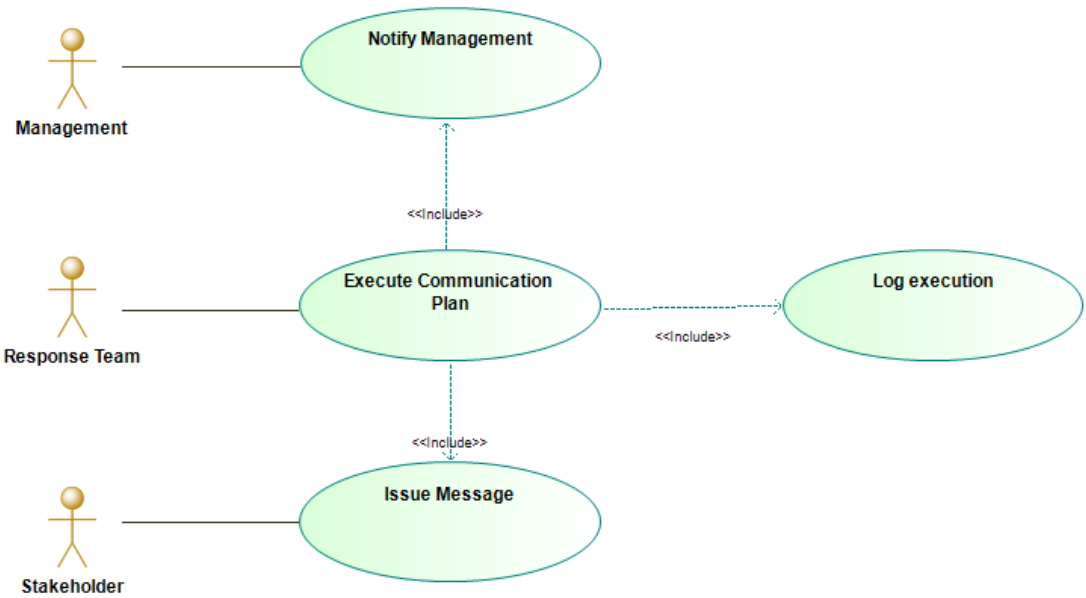 Notify Management
Management
<<Include>>
Execute Communication
Plan
Log execution
<<Include>>
Response Team
<<Include>>
Issue Message
Stakeholder